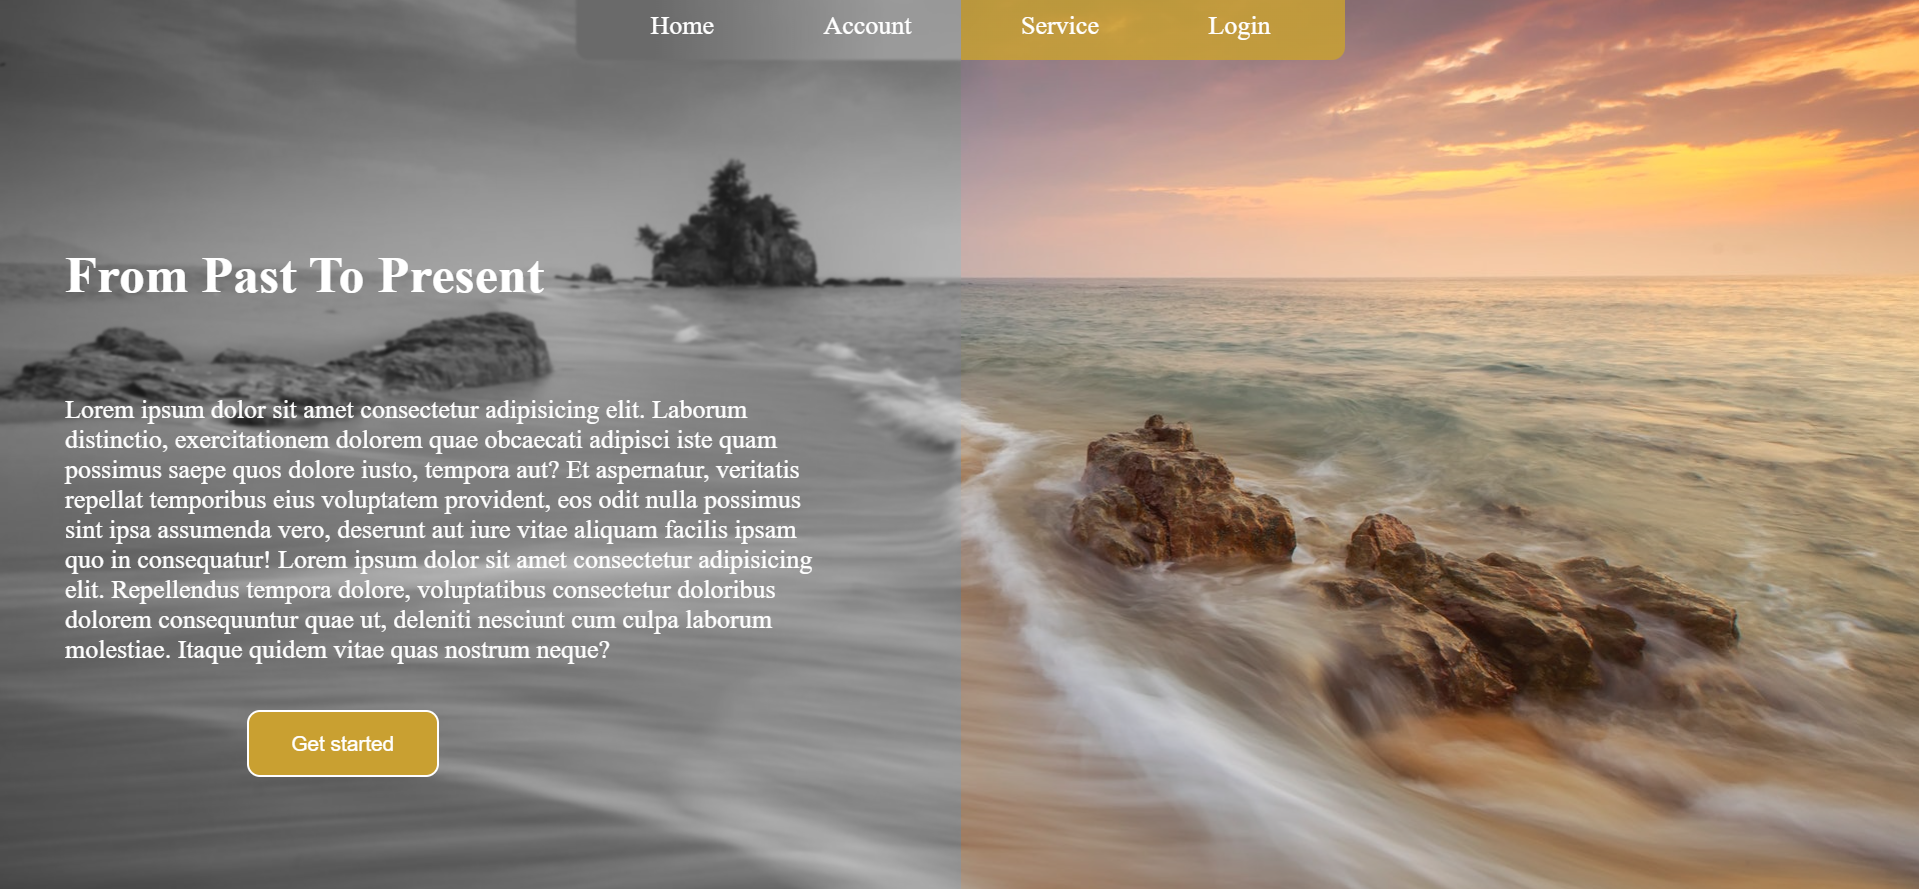 Home Account Service Login
From Past To Present
Lorem ipsum dolor sit amet consectetur adipisicing elit. Laborum
distinctio, exercitationem dolorem quae obcaecati adipisci iste quam
possimus saepe quos dolore iusto, tempora aut? Et aspernatur, veritatis
repellat temporibus eius voluptatem provident, eos odit nulla possimus
sint ipsa assumenda vero, deserunt aut iure vitae aliquam facilis ipsam
quo in consequatur! Lorem ipsum dolor sit amet consectetur adipisicing
elit. Repellendus tempora dolore, voluptatibus consectetur doloribus
dolorem consequuntur quae ut, deleniti nesciunt cum culpa laborum
molestiae. Itaque quidem vitae quas nostrum neque?
Get started